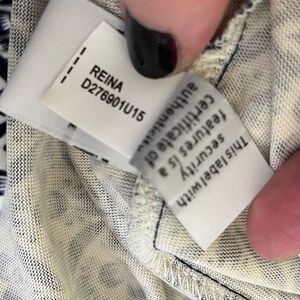 REINA
D276901U15
This label with
security
features is a
certificate of
authenticity